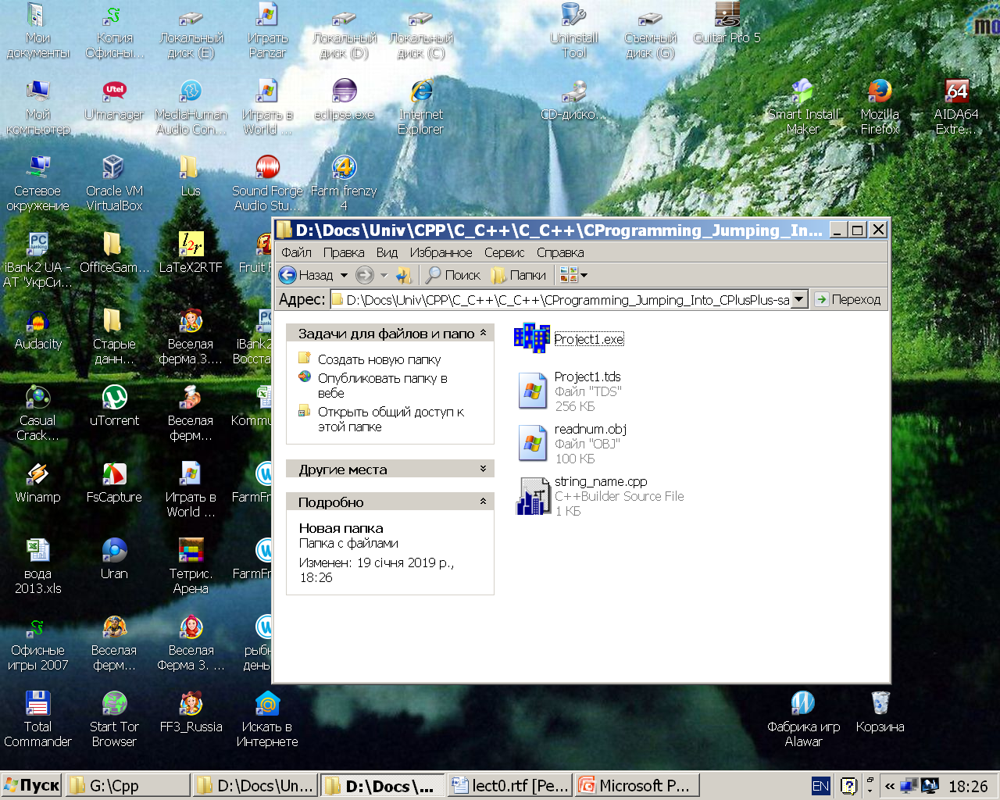 Мои документы
Копия Офисны...
Локальный диск (E)
Играть Panzar
Локальный диск (D)
Локальный диск (C)
Uninstall Tool
Съемный диск (G)
Guitar Pro 5
Мой компьютер
U'manager
MediaHuman Audio Con...
Играть в World ...
eclipse.exe
Internet Explorer
CD-диско...
Smart Install Maker
Mozilla Firefox
AIDA64 Extre...
Сетевое окружение
Oracle VM VirtualBox
Lus
Sound Forge Audio Stu...
Farm frenzy 4
iBank2 UA - АТ "УкрСи...
OfficeGam...
LaTeX2RTF
Fruit
Audacity
Старые данн...
Веселая ферма 3....
iBank2
Восста
Casual Crack...
uTorrent
Веселая ферм...
Комму
Winamp
FsCapture
Играть в World ...
FarmFr
вода 2013.xls
Uran
Тетрис. Арена
FarmFr
Офисные игры 2007
Веселая ферм...
Веселая Ферма 3. ...
рыбн
день
Total Commander
Start Tor Browser
FF3_Russia
Искать в Интернете
Фабрика игр Alawar
Корзина
D:\Docs\Univ\CPP\C_C++\C_C++\CProgramming_Jumping_In...
Файл Правка Вид Избранное Сервис Справка
Назад Поиск Папки
Адрес: D:\Docs\Univ\CPP\C_C++\C_C++\CProgramming_Jumping_Into_CPlusPlus-sa Переход
Задачи для файлов и папо
Создать новую папку
Опубликовать папку в
вебе
Открыть общий доступ к
этой папке
Другие места
Подробно
Новая папка
Папка с файлами
Изменен: 19 січня 2019 р.,
18:26
Project1.exe
Project1.tds
Файл "TDS"
256 КБ
readnum.obj
Файл "OBJ"
100 КБ
string_name.cpp
C++Builder Source File
1 КБ
Пуск G:\Cpp D:\Docs\Uni... D:\Docs\... lect0.rtf [Ре... Microsoft P... EN « 18:26